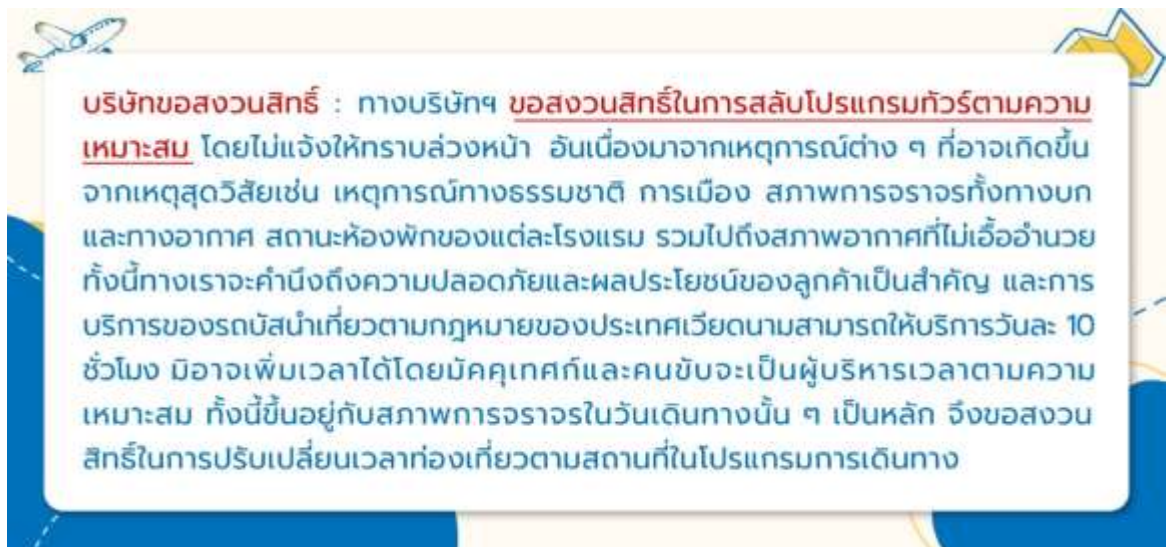 บริษัทขอสงวนสิทธิ์ : ทางบริษัทฯ ขอสงวนสิทธิ์ในการสลับโปรแกรมทัวร์ตามความ
เหมาะสม โดยไม่แจ้งให้ทราบล่วงหน้า อันเนื่องมาจากเหตุการณ์ต่าง ๆ ที่อาจเกิดขึ้น
จากเหตุสุดวิสัยเช่น เหตุการณ์ทางธรรมชาติ การเมือง สภาพการจราจรทั้งทางบก
และทางอากาศ สถานะห้องพักของแต่ละโรงแรม รวมไปถึงสภาพอากาศที่ไม่เอื้ออำนวย
ทั้งนี้ทางเราจะคำนึงถึงความปลอดภัยและผลประโยชน์ของลูกค้าเป็นสำคัญ และการ
บริการของรถบัสนำเที่ยวตามกฎหมายของประเทศเวียดนามสามารถให้บริการวันละ 10
ชั่วโมง มิอาจเพิ่มเวลาได้โดยมัคคุเทศก์และคนขับจะเป็นผู้บริหารเวลาตามความ
เหมาะสม ทั้งนี้ขึ้นอยู่กับสภาพการจราจรในวันเดินทางนั้น ๆ เป็นหลัก จึงขอสงวน
สิทธิ์ในการปรับเปลี่ยนเวลาท่องเที่ยวตามสถานที่ในโปรแกรมการเดินทาง